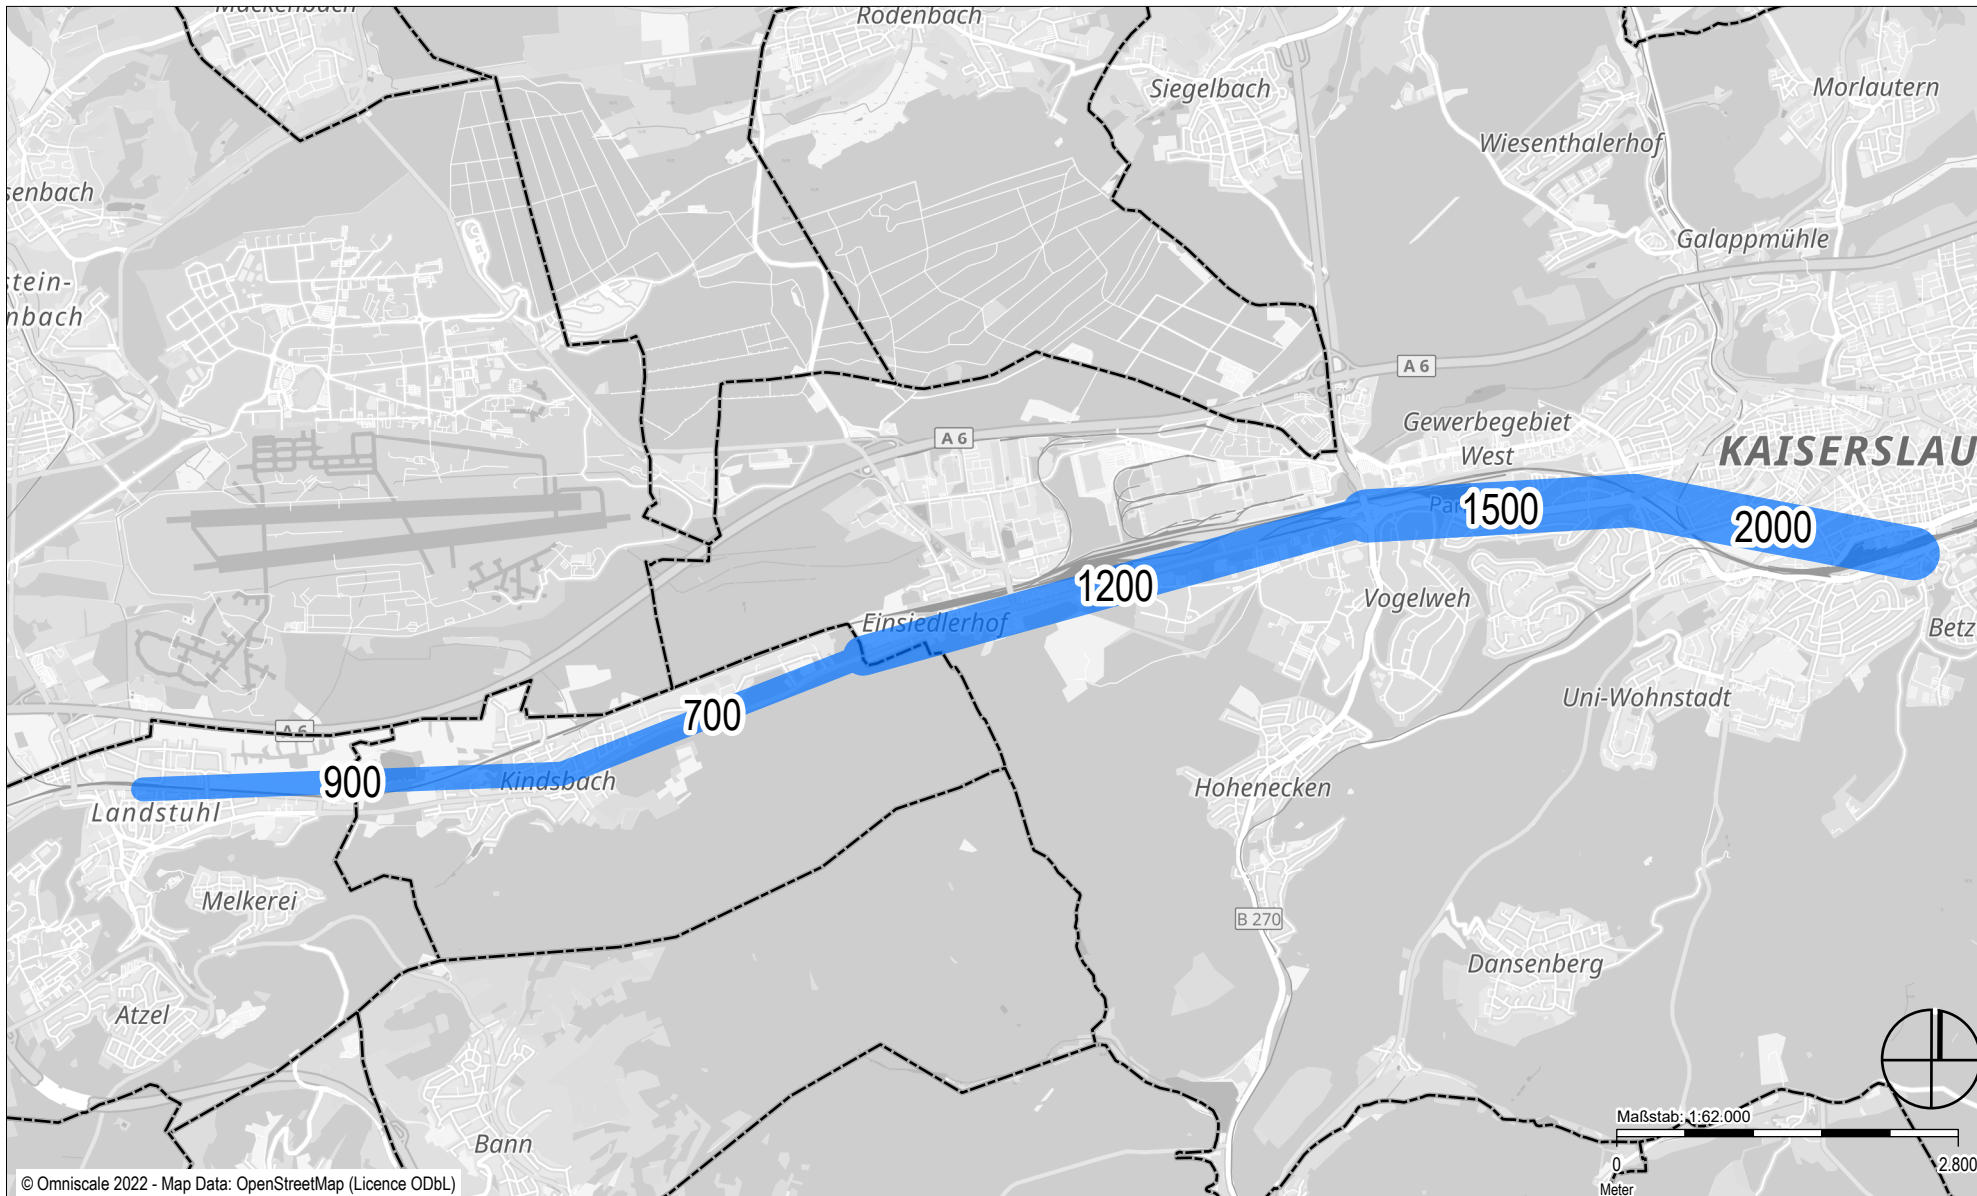 Mackenbach
Rodenbach
Siegelbach
Morlautern
Wiesenthalerhof
senbach
Galappmühle
stein-
nbach
A 6
Gewerbegebiet
West
KAISERSLAU
A 6
1500
2000
1200
Vogelweh
Einsiedlerhof
Betz
Uni-Wohnstadt
700
A 6
900
Kindsbach
Landstuhl
Hohenecken
Melkerei
B 270
Dansenberg
Atzel
Bann
Maßstab: 1:62.000
0
2.800
Meter
© Omniscale 2022 - Map Data: OpenStreetMap (Licence ODbL)